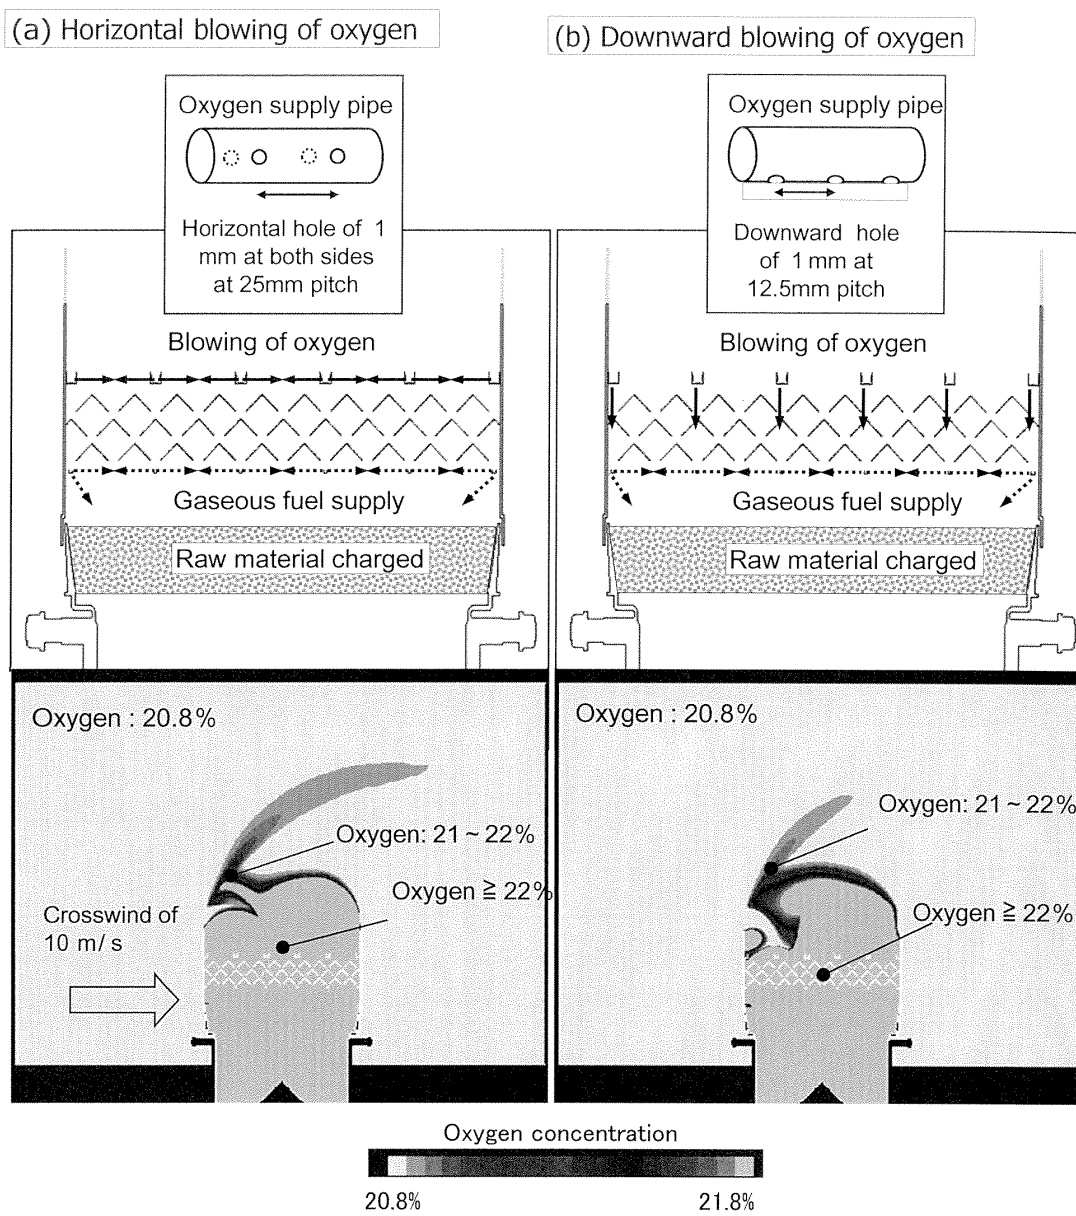 (a) Horizontal blowing of oxygen
(b) Downward blowing of oxygen
Oxygen supply pipe
Horizontal hole of 1
mm at both sides
at 25mm pitch
Oxygen supply pipe
Downward hole
of 1 mm at
12.5mm pitch
Blowing of oxygen
Gaseous fuel supply
Raw material charged
Blowing of oxygen
Gaseous fuel supply
Raw material charged
Oxygen : 20.8%
Oxygen: 21 ~ 22%
Oxygen ≧ 22%
Crosswind of
10 m/ s
Oxygen : 20.8%
Oxygen: 21 ~ 22%
Oxygen ≧ 22%
Oxygen concentration
20.8%
21.8%